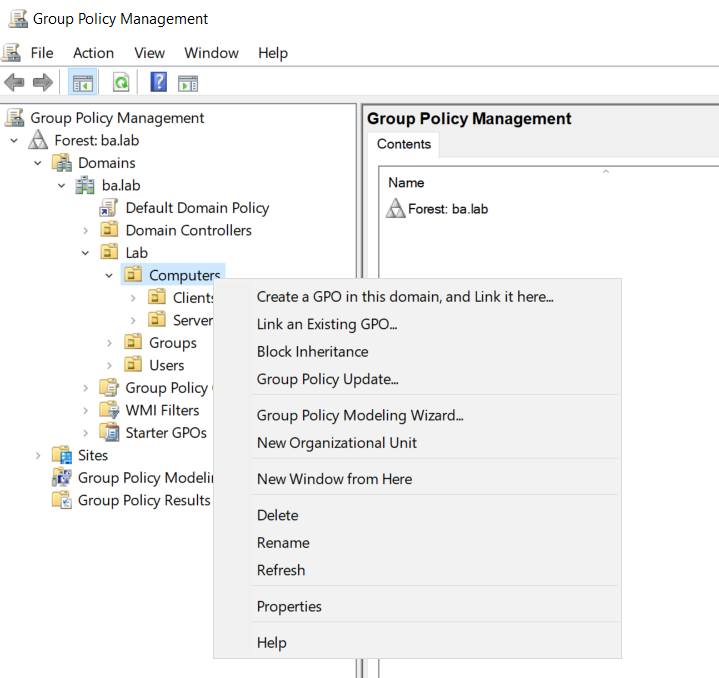 Group Policy Management
File Action View Window Help
Group Policy Management
Forest: ba.lab
Domains
ba.lab
Default Domain Policy
Domain Controllers
Lab
Computers
Clients
Server
Groups
Users
Group Policy
WMI Filters
Starter GPOs
Sites
Group Policy Modelin
Group Policy Results
Group Policy Management
Contents
Name
Forest: ba.lab
Create a GPO in this domain, and Link it here...
Link an Existing GPO...
Block Inheritance
Group Policy Update...
Group Policy Modeling Wizard...
New Organizational Unit
New Window from Here
Delete
Rename
Refresh
Properties
Help